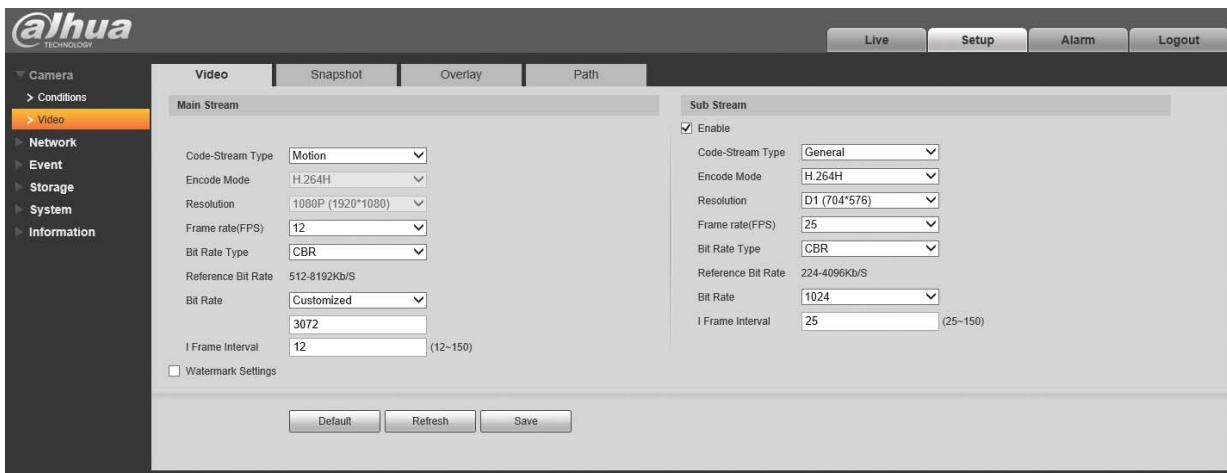 alhua
TECHNOLOGY
Live Setup Alarm Logout
Camera
> Conditions
> Video
Network
Event
Storage
System
Information
Video Snapshot Overlay Path
Main Stream
Code-Stream Type Motion
Encode Mode H.264H
Resolution 1080P (1920*1080)
Frame rate(FPS) 12
Bit Rate Type CBR
Reference Bit Rate 512-8192Kb/S
Bit Rate Customized
3072
I Frame Interval 12 (12~150)
Watermark Settings
Sub Stream
Enable
Code-Stream Type General
Encode Mode H.264H
Resolution D1 (704*576)
Frame rate(FPS) 25
Bit Rate Type CBR
Reference Bit Rate 224-4096Kb/S
Bit Rate 1024
I Frame Interval 25 (25~150)
Default Refresh Save